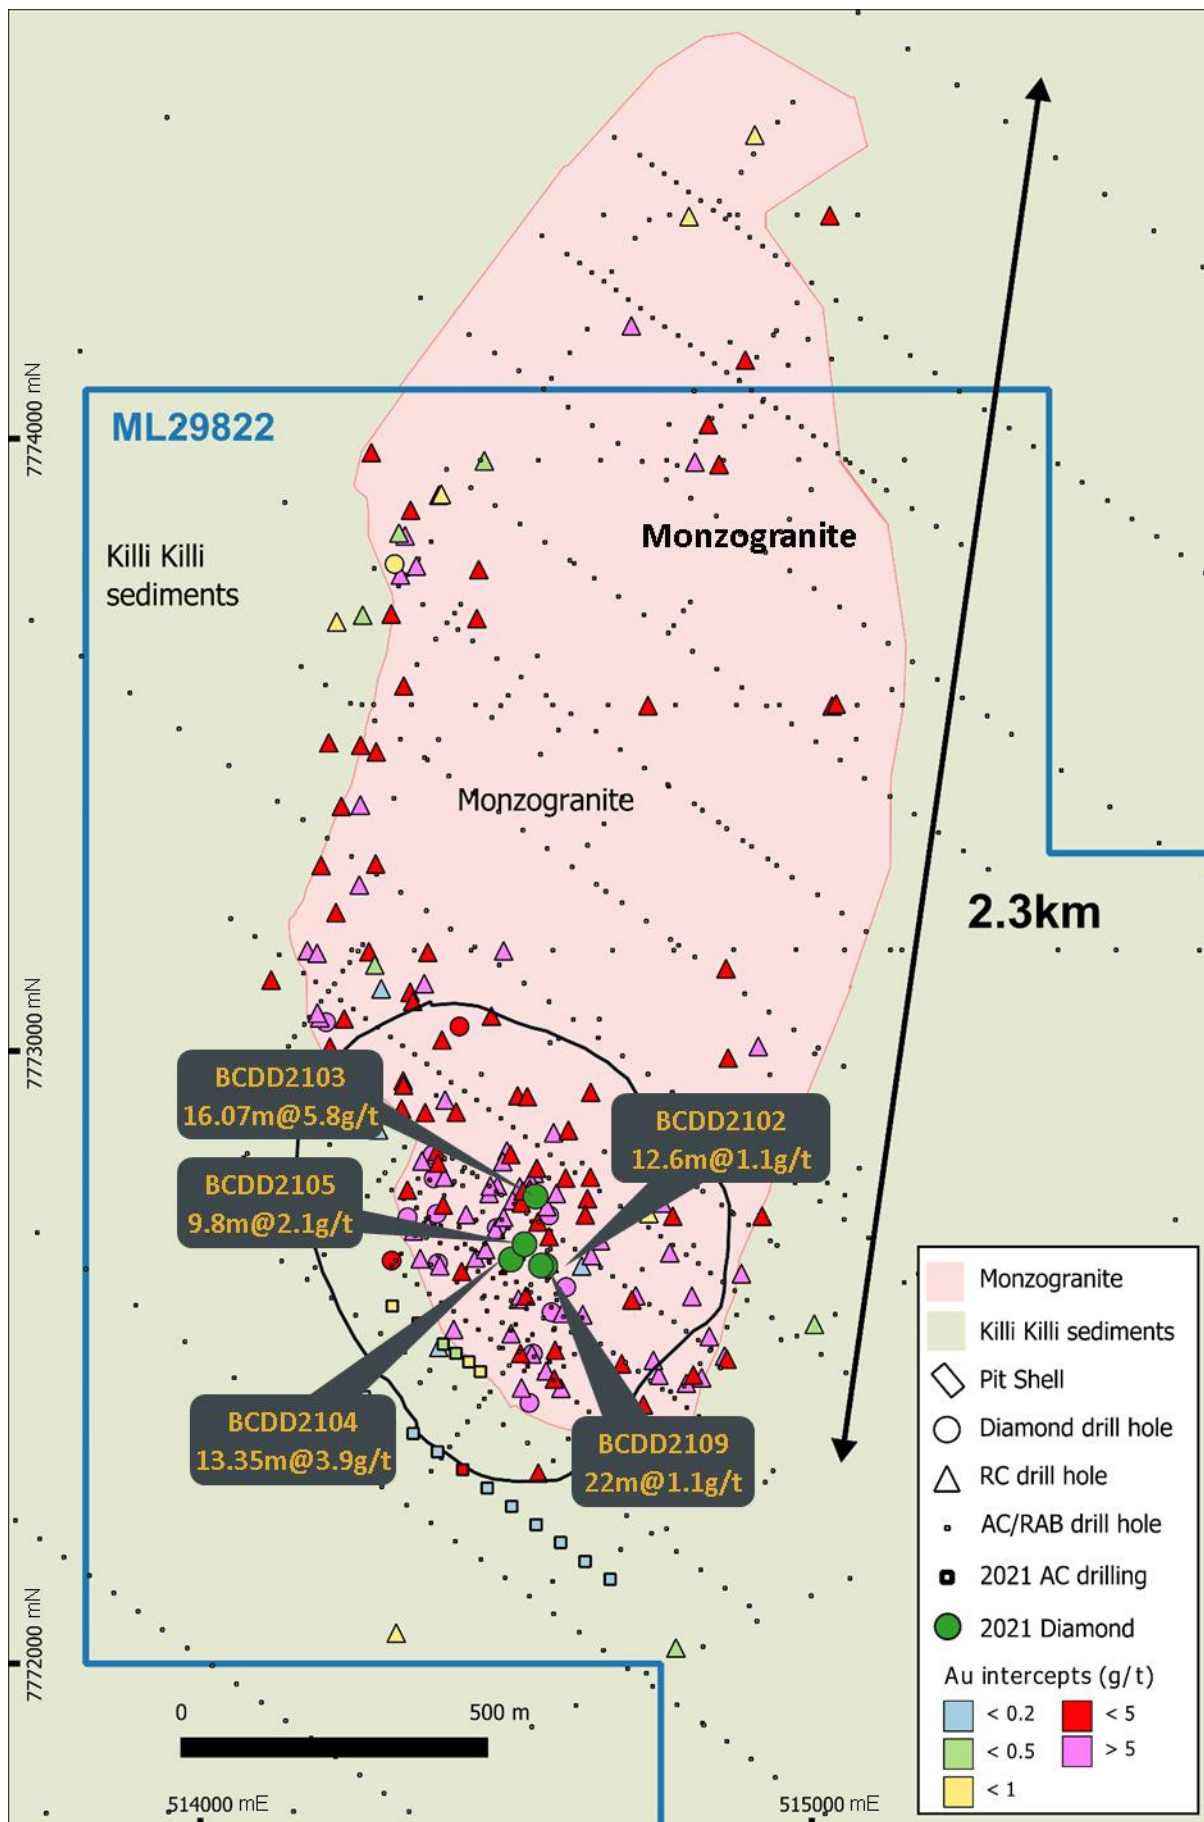 7774000 mN
ML29822
Killi Killi
sediments
Monzogranite
Monzogranite
2.3km
7773000 mN
BCDD2103
16.07m@5.8g/t
BCDD2102
12.6m@1.1g/t
BCDD2105
9.8m@2.1g/t
BCDD2104
13.35m@3.9g/t
BCDD2109
22m@1.1g/t
7772000 mN
0
500 m
514000 mE
515000 mE
Monzogranite
Killi Killi sediments
Pit Shell
Diamond drill hole
RC drill hole
AC/RAB drill hole
2021 AC drilling
2021 Diamond
Au intercepts (g/t)
< 0.2
< 5
< 0.5
> 5
< 1